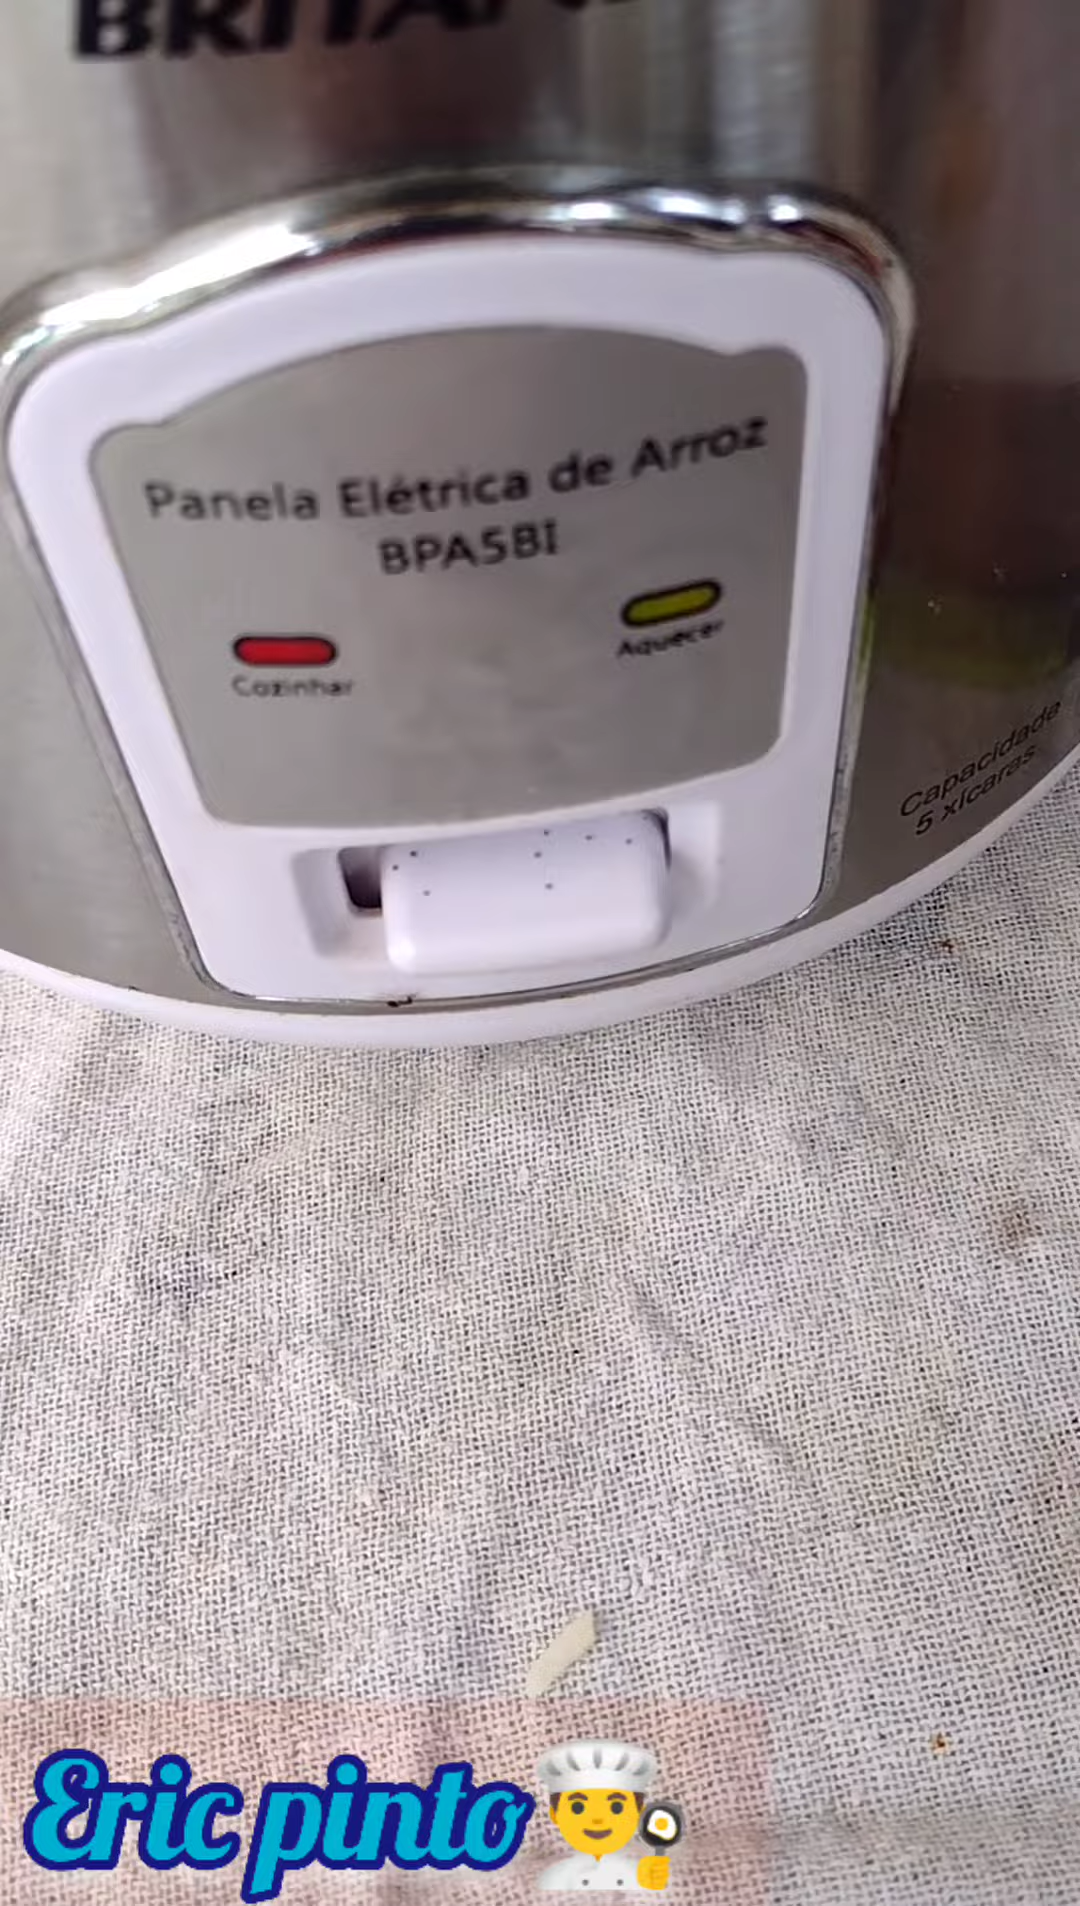 Panela Elétrica de Arroz
BPA5BI
Cozinhar
Aquecer
Capacidade
5 xícaras
Eric pinto